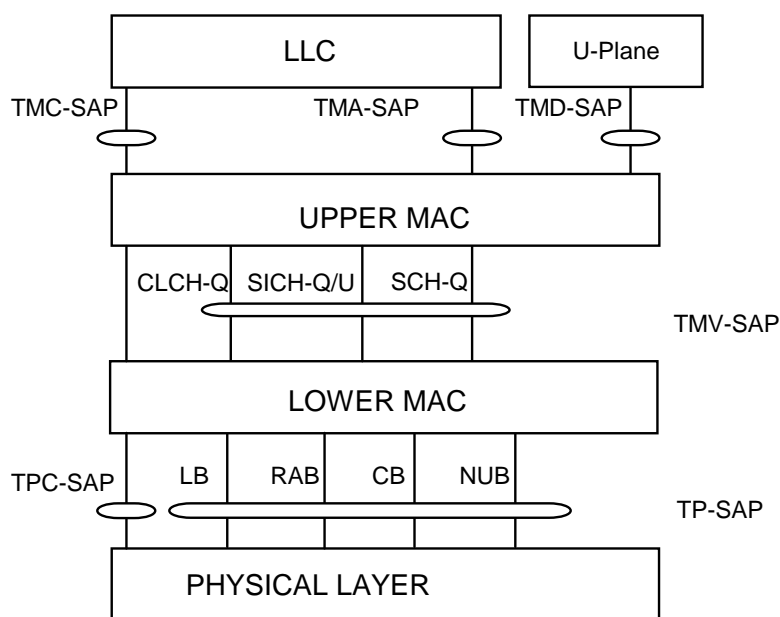 LLC
U-Plane
TMC-SAP
TMA-SAP
TMD-SAP
UPPER MAC
CLCH-Q
SICH-Q/U
SCH-Q
TMV-SAP
LOWER MAC
TPC-SAP
LB
RAB
CB
NUB
TP-SAP
PHYSICAL LAYER